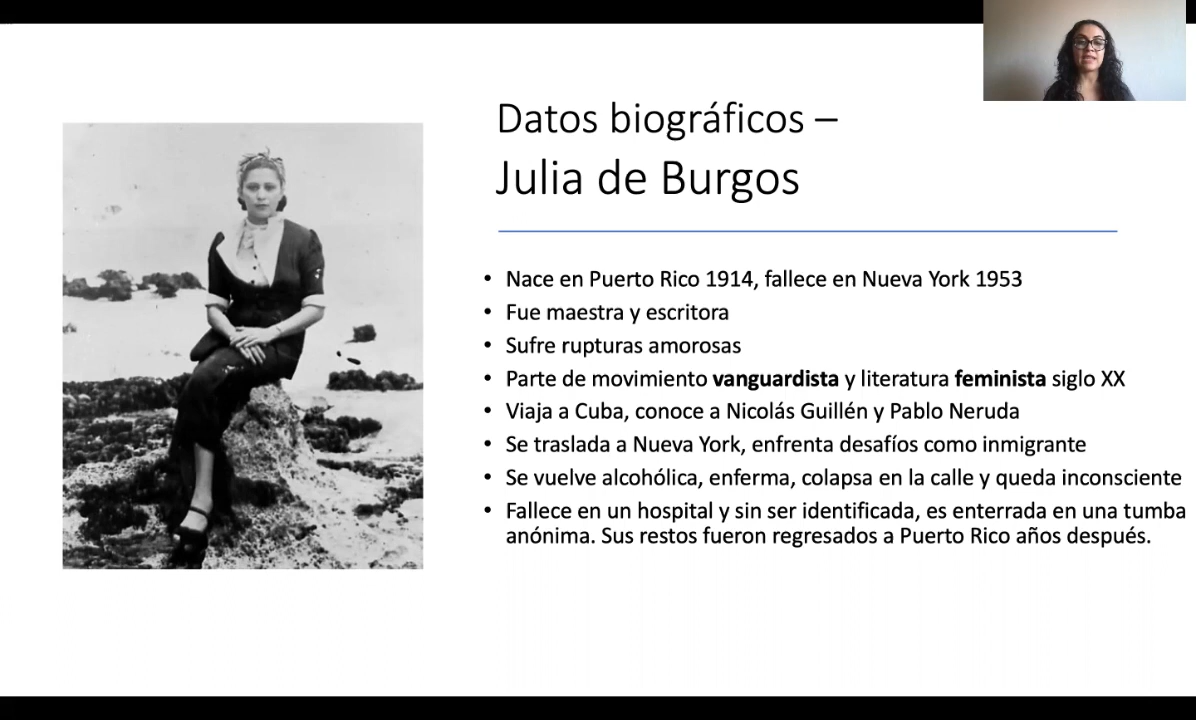 Datos biográficos –
Julia de Burgos
• Nace en Puerto Rico 1914, fallece en Nueva York 1953
• Fue maestra y escritora
• Sufre rupturas amorosas
• Parte de movimiento vanguardista y literatura feminista siglo XX
• Viaja a Cuba, conoce a Nicolás Guillén y Pablo Neruda
• Se traslada a Nueva York, enfrenta desafíos como inmigrante
• Se vuelve alcohólica, enferma, colapsa en la calle y queda inconsciente
• Fallece en un hospital y sin ser identificada, es enterrada en una tumba
anónima. Sus restos fueron regresados a Puerto Rico años después.